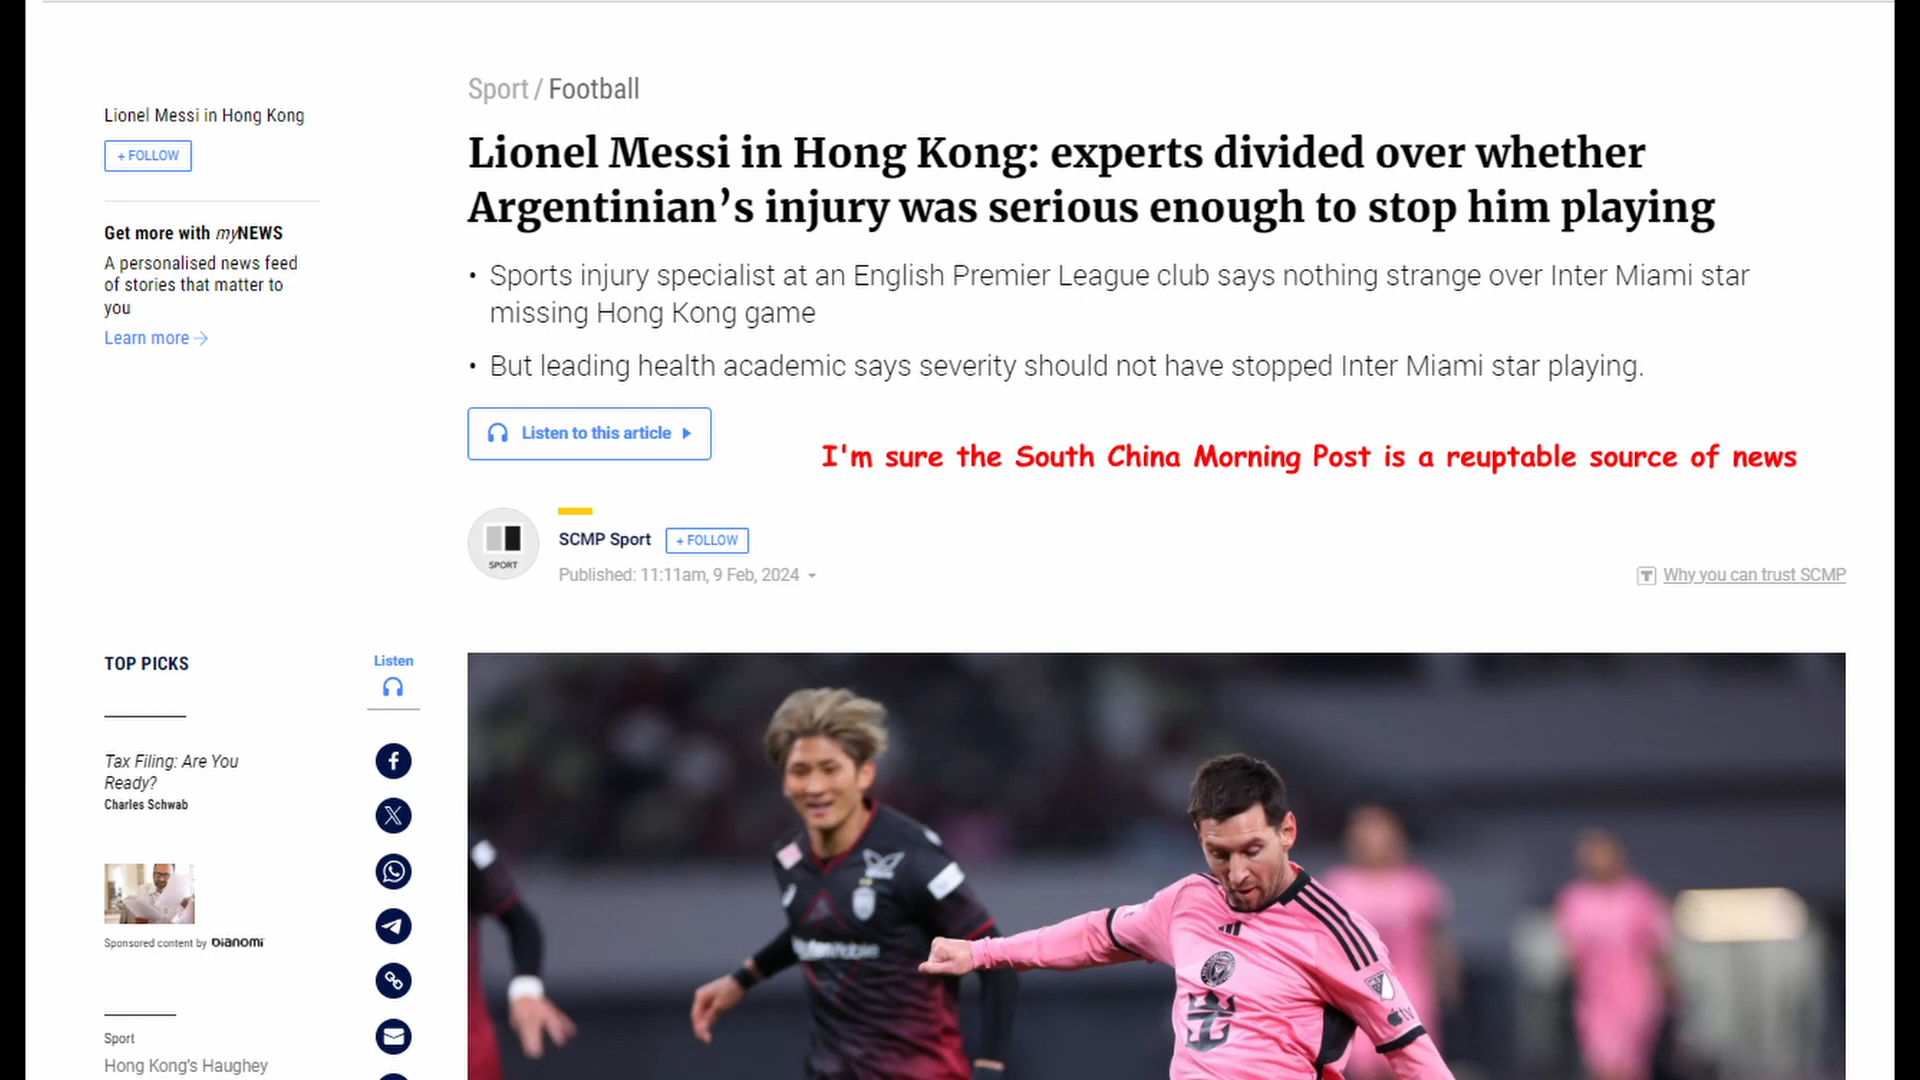 Sport / Football
Lionel Messi in Hong Kong
+ FOLLOW
Get more with myNEWS
A personalised news feed
of stories that matter to
you
Learn more
Lionel Messi in Hong Kong: experts divided over whether
Argentinian’s injury was serious enough to stop him playing
• Sports injury specialist at an English Premier League club says nothing strange over Inter Miami star
missing Hong Kong game
• But leading health academic says severity should not have stopped Inter Miami star playing.
Listen to this article
I'm sure the South China Morning Post is a reuptable source of news
SPORT
SCMP Sport
+ FOLLOW
Published: 11:11am, 9 Feb, 2024
Why you can trust SCMP
TOP PICKS
Listen
Tax Filing: Are You
Ready?
Charles Schwab
Sponsored content by Dianomi
Sport
Hong Kong’s Haughey
tv